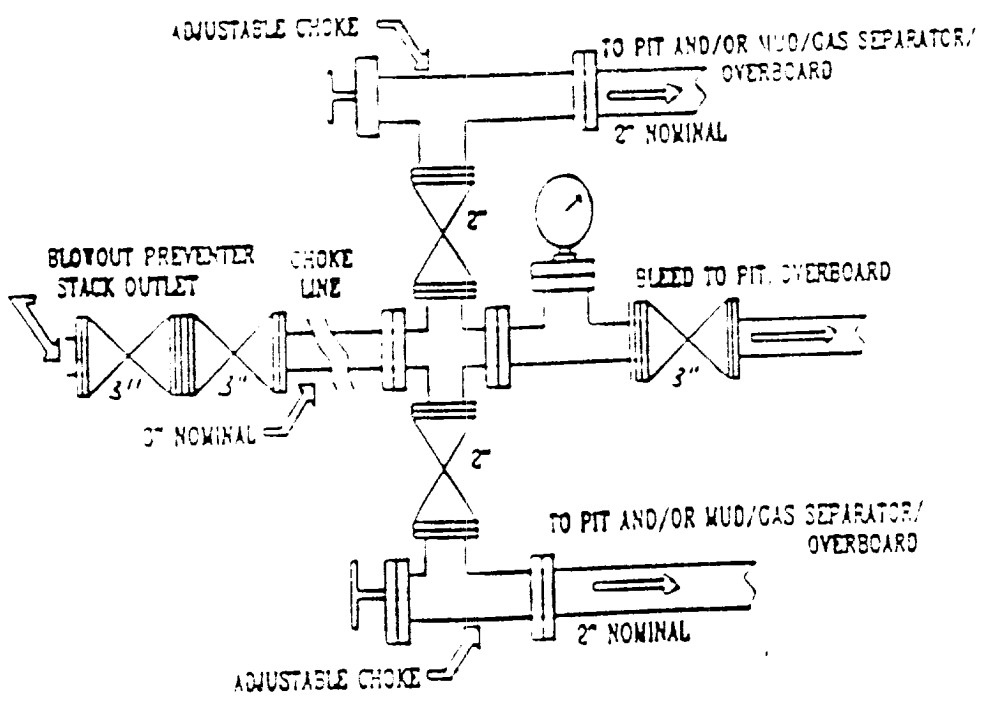 ADJUSTABLE CHOKE
TO PIT AND/OR MUD/GAS SEPARATOR/
OVERBOARD
2" NOMINAL
2"
BLOWOUT PREVENTER
STACK OUTLET
CHOKE
LINE
BLEED TO PIT, OVERBOARD
3"
3"
3"
NOMINAL
2"
TO PIT AND/OR MUD/GAS SEPARATOR/
OVERBOARD
2" NOMINAL
ADJUSTABLE CHOKE